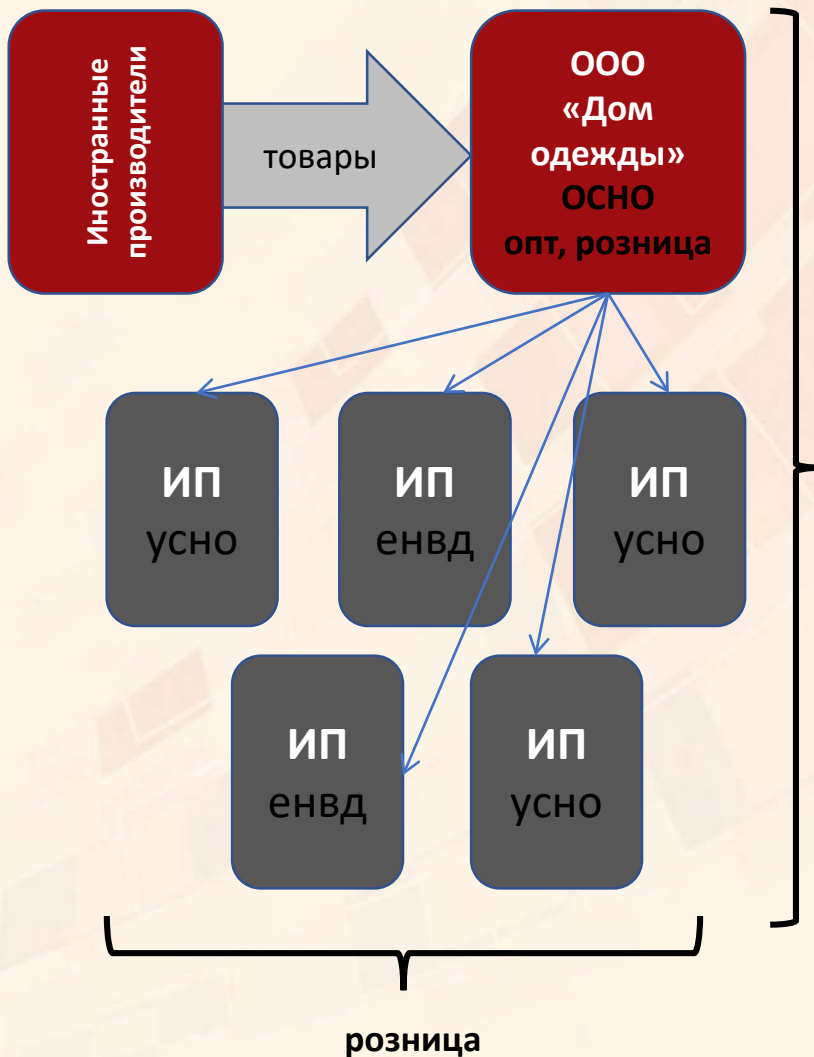 Иностранные
производители
товары
ООО
«Дом
одежды»
ОСНО
опт, розница
ИП
усно
ИП
енвд
ИП
усно
ИП
енвд
ИП
усно
розница